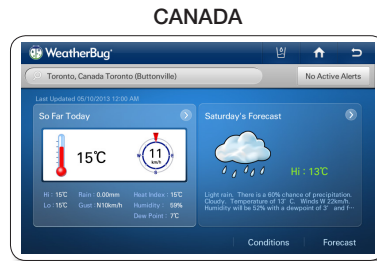 CANADA
WeatherBug®
Toronto, Canada Toronto (Buttonville)
No Active Alerts
Last Updated 05/10/2013 12:00 AM
So Far Today
Saturday's Forecast
15℃
11
km/h
Hi : 13℃
Hi : 15℃ Rain : 0.00mm Heat Index : 15℃
Lo : 15℃ Gust : N10km/h Humidity : 59%
Dew Point : 7℃
Light rain. There is a 60% chance of precipitation.
Cloudy. Temperature of 13˚ C. Winds W 22km/h.
Humidity will be 52% with a dewpoint of 3˚ and f···
Conditions
Forecast